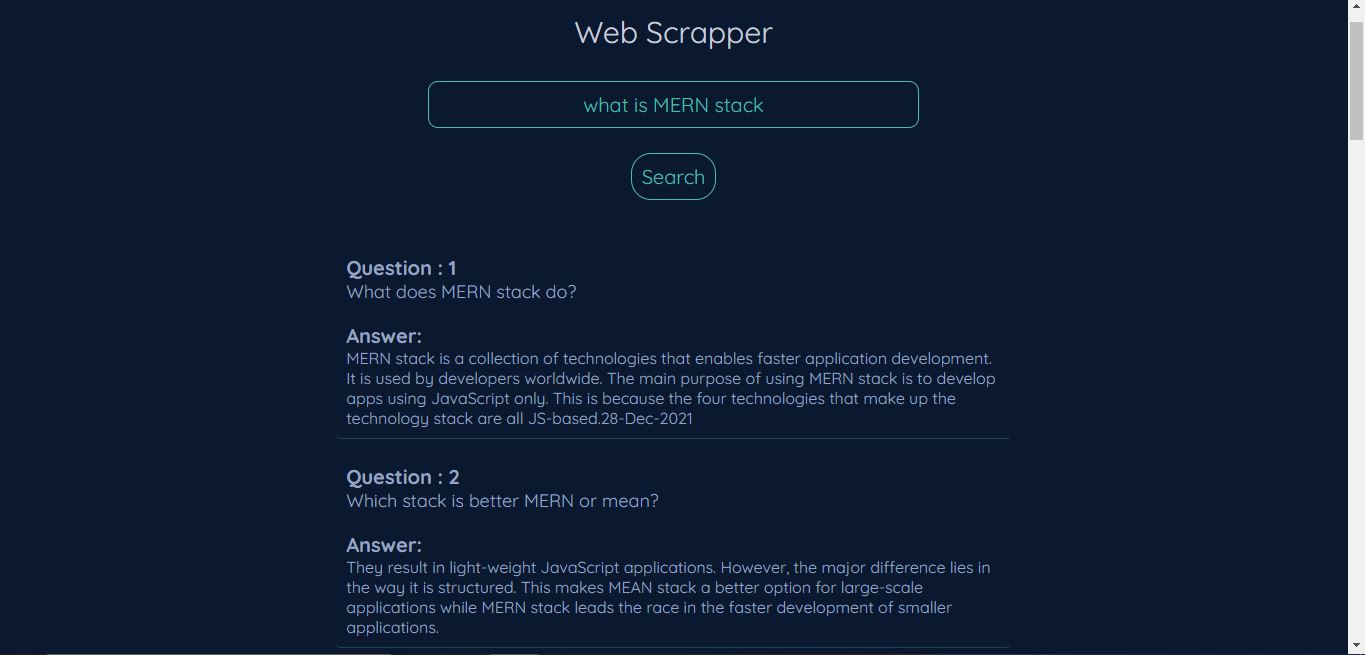 Web Scrapper
what is MERN stack
Search
Question : 1
What does MERN stack do?
Answer:
MERN stack is a collection of technologies that enables faster application development.
It is used by developers worldwide. The main purpose of using MERN stack is to develop
apps using JavaScript only. This is because the four technologies that make up the
technology stack are all JS-based.28-Dec-2021
Question : 2
Which stack is better MERN or mean?
Answer:
They result in light-weight JavaScript applications. However, the major difference lies in
the way it is structured. This makes MEAN stack a better option for large-scale
applications while MERN stack leads the race in the faster development of smaller
applications.